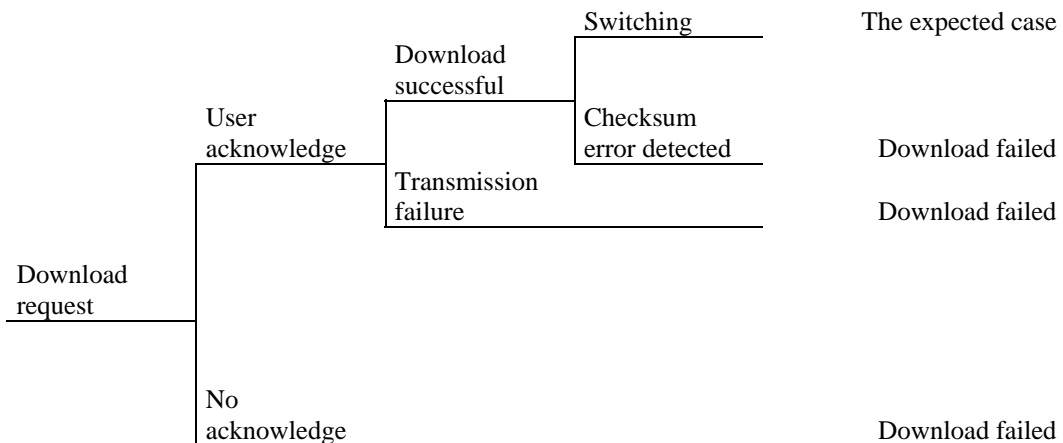 Switching The expected case
Download
successful
User
acknowledge
Checksum
error detected Download failed
Transmission
failure Download failed
Download
request
No
acknowledge Download failed